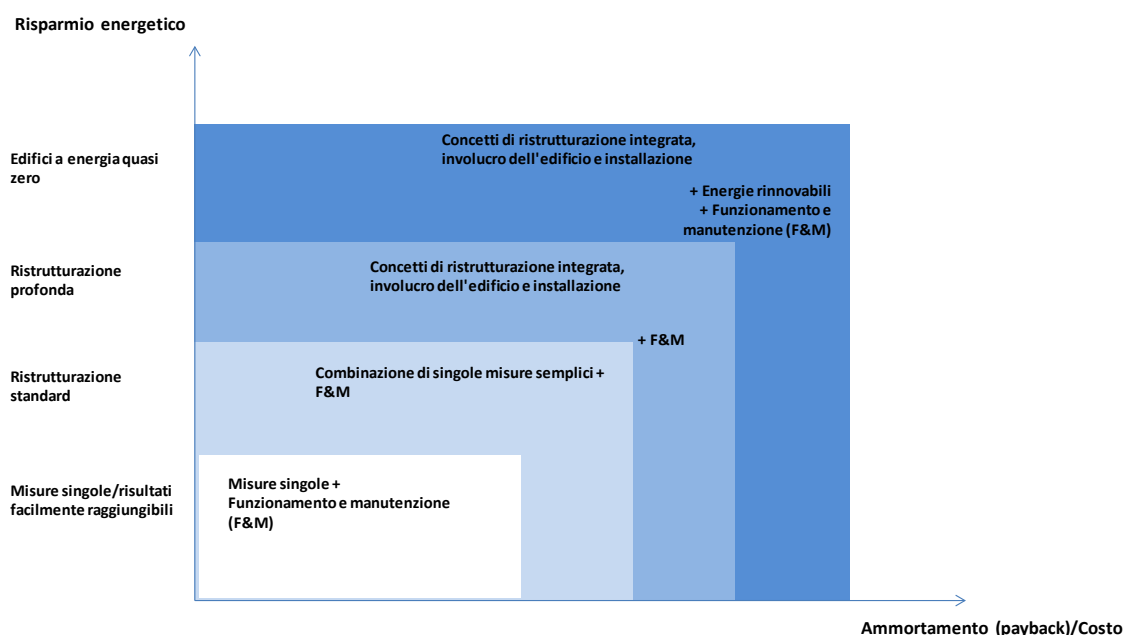 Risparmio energetico
Concetti di ristrutturazione integrata,
involucro dell'edificio e installazione
Edifici a energia quasi
zero
+ Energie rinnovabili
+ Funzionamento e
manutenzione (F&M)
Ristrutturazione
profonda
Concetti di ristrutturazione integrata,
involucro dell'edificio e installazione
+ F&M
Ristrutturazione
standard
Combinazione di singole misure semplici +
F&M
Misure singole/risultati
facilmente raggiungibili
Misure singole +
Funzionamento e manutenzione
(F&M)
Ammortamento (payback)/Costo